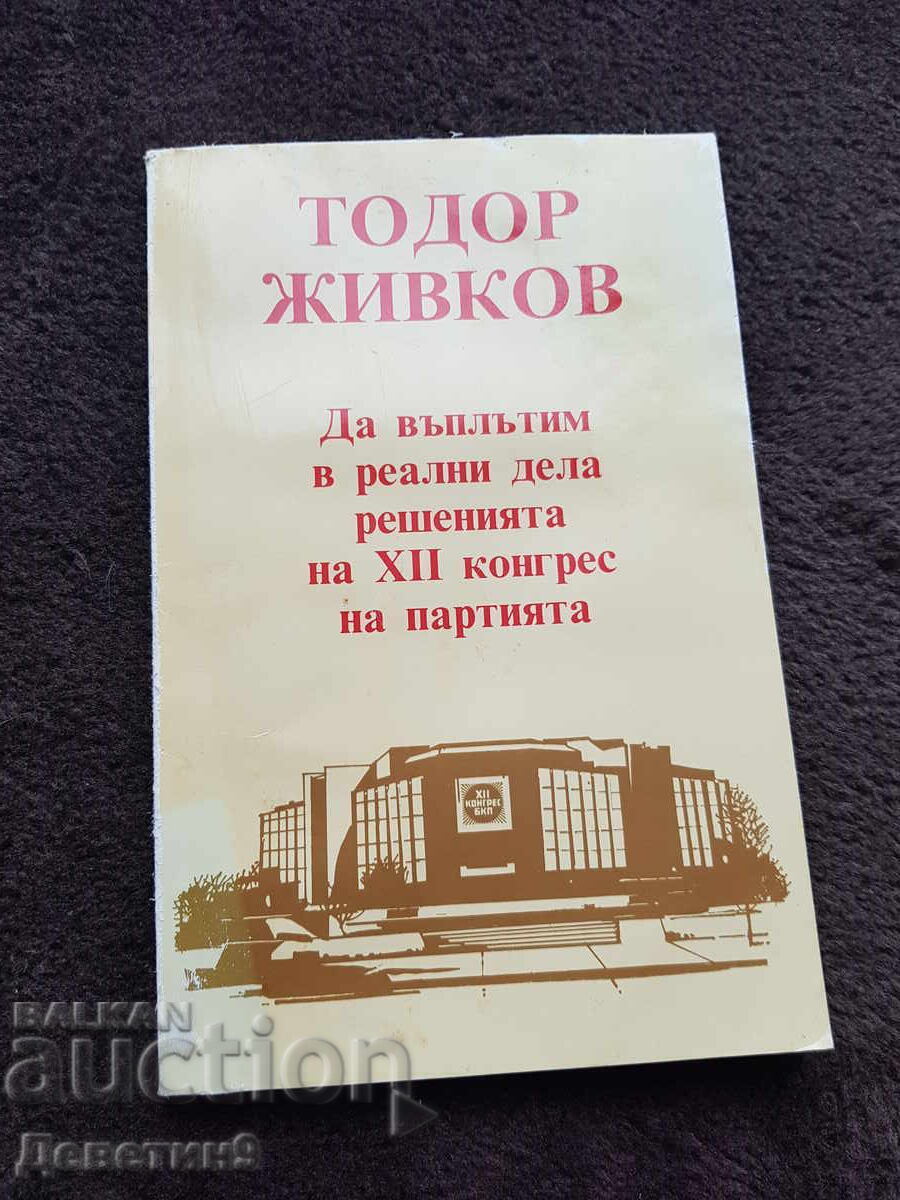 ТОДОР
ЖИВКОВ
Да въплътим
в реални дела
решенията
на XII конгрес
на партията
XII
КОНГРЕС
БКП
BALKAN
auction
Деветин9